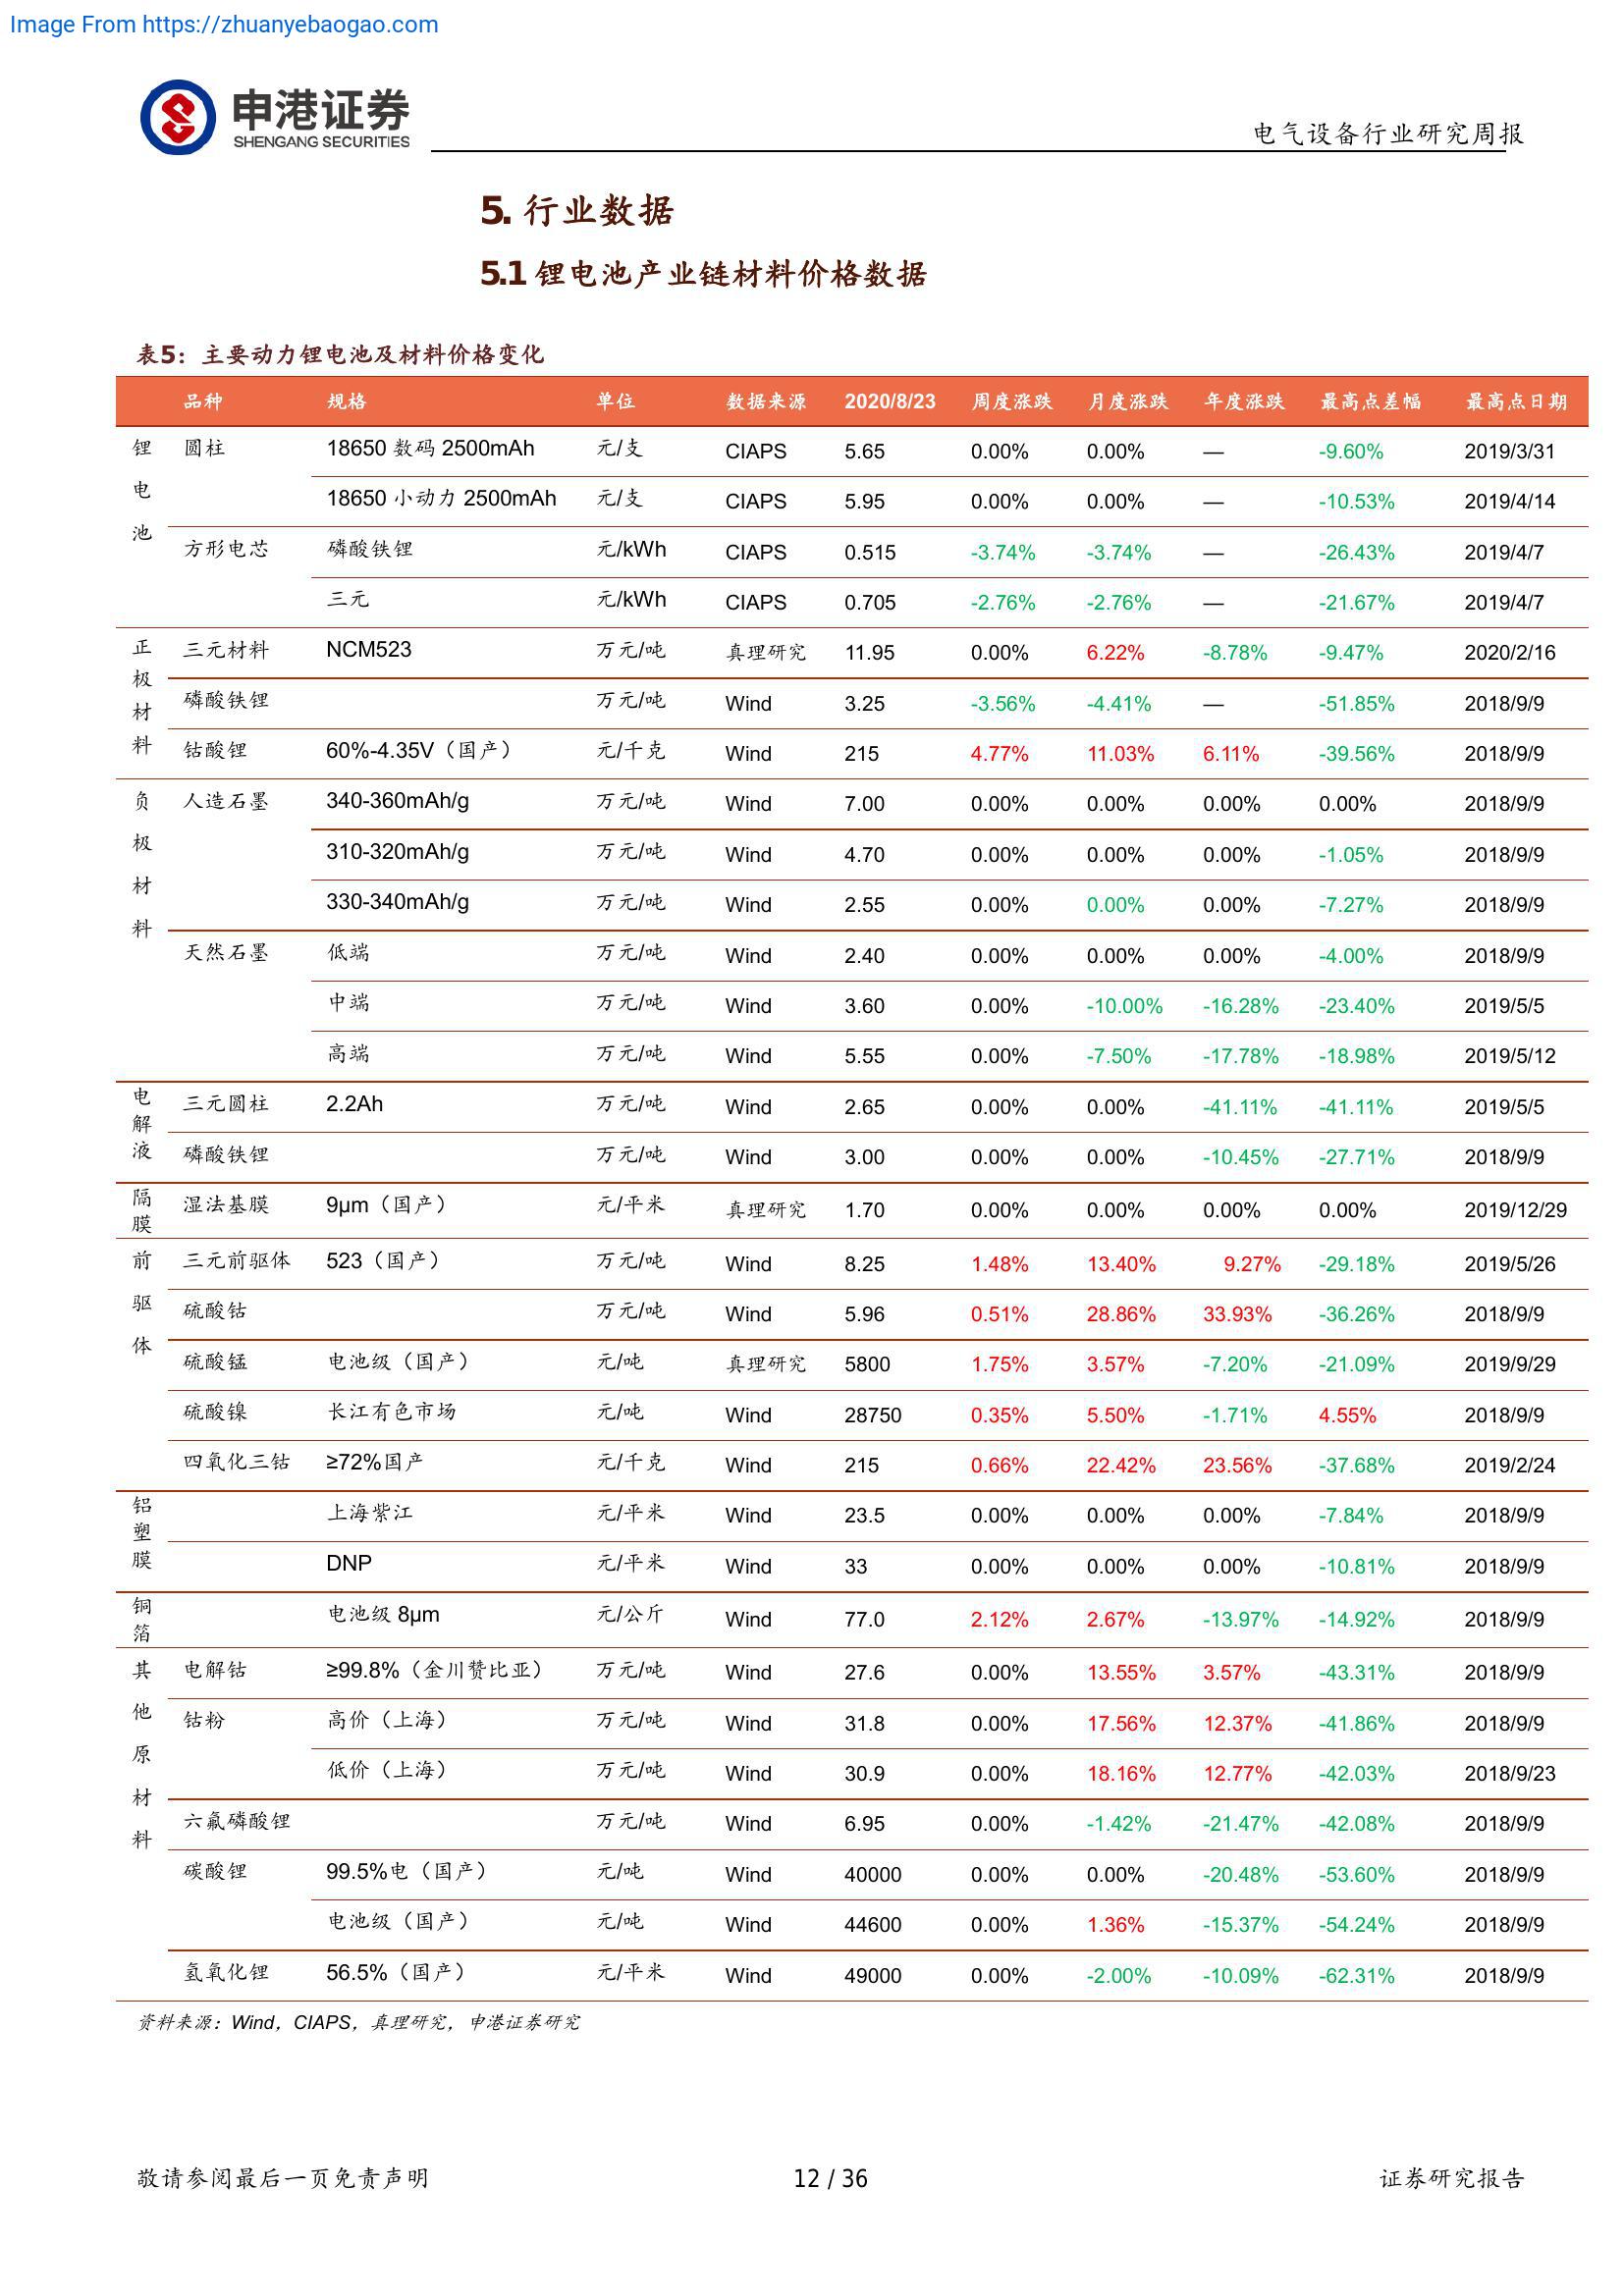 Image From https://zhuanyebaogao.com
申港证券
SHENGANG SECURITIES
电气设备行业研究周报
5. 行业数据
5.1 锂电池产业链材料价格数据
表5：主要动力锂电池及材料价格变化
品种 规格 单位 数据来源 2020/8/23 周度涨跌 月度涨跌 年度涨跌 最高点差幅 最高点日期
锂电池 圆柱 18650 数码 2500mAh 元/支 CIAPS 5.65 0.00% 0.00% — -9.60% 2019/3/31
18650 小动力 2500mAh 元/支 CIAPS 5.95 0.00% 0.00% — -10.53% 2019/4/14
方形电芯 磷酸铁锂 元/kWh CIAPS 0.515 -3.74% -3.74% — -26.43% 2019/4/7
三元 元/kWh CIAPS 0.705 -2.76% -2.76% — -21.67% 2019/4/7
正极材料 三元材料 NCM523 万元/吨 真理研究 11.95 0.00% 6.22% -8.78% -9.47% 2020/2/16
磷酸铁锂 万元/吨 Wind 3.25 -3.56% -4.41% — -51.85% 2018/9/9
钴酸锂 60%-4.35V（国产） 元/千克 Wind 215 4.77% 11.03% 6.11% -39.56% 2018/9/9
负极材料 人造石墨 340-360mAh/g 万元/吨 Wind 7.00 0.00% 0.00% 0.00% 0.00% 2018/9/9
310-320mAh/g 万元/吨 Wind 4.70 0.00% 0.00% 0.00% -1.05% 2018/9/9
330-340mAh/g 万元/吨 Wind 2.55 0.00% 0.00% 0.00% -7.27% 2018/9/9
天然石墨 低端 万元/吨 Wind 2.40 0.00% 0.00% 0.00% -4.00% 2018/9/9
中端 万元/吨 Wind 3.60 0.00% -10.00% -16.28% -23.40% 2019/5/5
高端 万元/吨 Wind 5.55 0.00% -7.50% -17.78% -18.98% 2019/5/12
电解液 三元圆柱 2.2Ah 万元/吨 Wind 2.65 0.00% 0.00% -41.11% -41.11% 2019/5/5
磷酸铁锂 万元/吨 Wind 3.00 0.00% 0.00% -10.45% -27.71% 2018/9/9
隔膜 湿法基膜 9μm（国产） 元/平米 真理研究 1.70 0.00% 0.00% 0.00% 0.00% 2019/12/29
前驱体 三元前驱体 523（国产） 万元/吨 Wind 8.25 1.48% 13.40% 9.27% -29.18% 2019/5/26
硫酸钴 万元/吨 Wind 5.96 0.51% 28.86% 33.93% -36.26% 2018/9/9
硫酸锰 电池级（国产） 元/吨 真理研究 5800 1.75% 3.57% -7.20% -21.09% 2019/9/29
硫酸镍 长江有色市场 元/吨 Wind 28750 0.35% 5.50% -1.71% 4.55% 2018/9/9
四氧化三钴 ≥72%国产 元/千克 Wind 215 0.66% 22.42% 23.56% -37.68% 2019/2/24
铝塑膜 上海紫江 元/平米 Wind 23.5 0.00% 0.00% 0.00% -7.84% 2018/9/9
DNP 元/平米 Wind 33 0.00% 0.00% 0.00% -10.81% 2018/9/9
铜箔 电池级 8μm 元/公斤 Wind 77.0 2.12% 2.67% -13.97% -14.92% 2018/9/9
其他原材料 电解钴 ≥99.8%（金川赞比亚） 万元/吨 Wind 27.6 0.00% 13.55% 3.57% -43.31% 2018/9/9
钴粉 高价（上海） 万元/吨 Wind 31.8 0.00% 17.56% 12.37% -41.86% 2018/9/9
低价（上海） 万元/吨 Wind 30.9 0.00% 18.16% 12.77% -42.03% 2018/9/23
六氟磷酸锂 万元/吨 Wind 6.95 0.00% -1.42% -21.47% -42.08% 2018/9/9
碳酸锂 99.5%电（国产） 元/吨 Wind 40000 0.00% 0.00% -20.48% -53.60% 2018/9/9
电池级（国产） 元/吨 Wind 44600 0.00% 1.36% -15.37% -54.24% 2018/9/9
氢氧化锂 56.5%（国产） 元/平米 Wind 49000 0.00% -2.00% -10.09% -62.31% 2018/9/9
资料来源：Wind，CIAPS，真理研究，申港证券研究
敬请参阅最后一页免责声明
12 / 36
证券研究报告